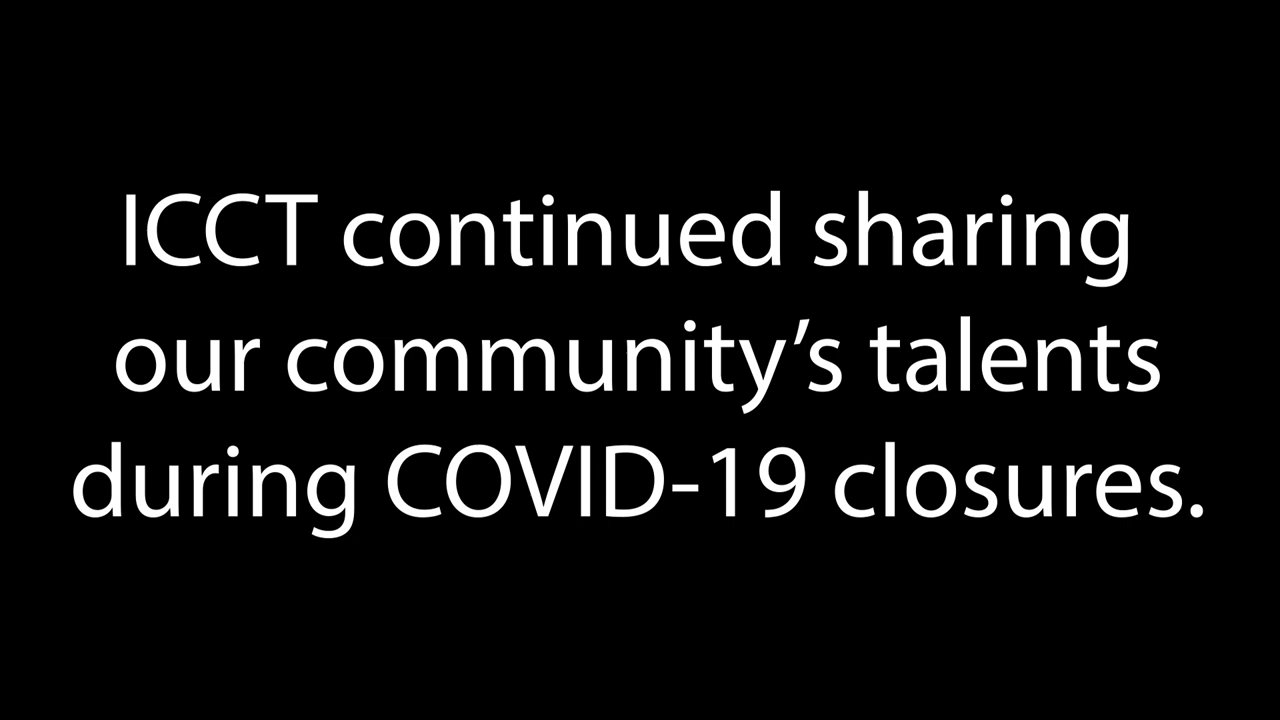 ICCT continued sharing
our community’s talents
during COVID-19 closures.